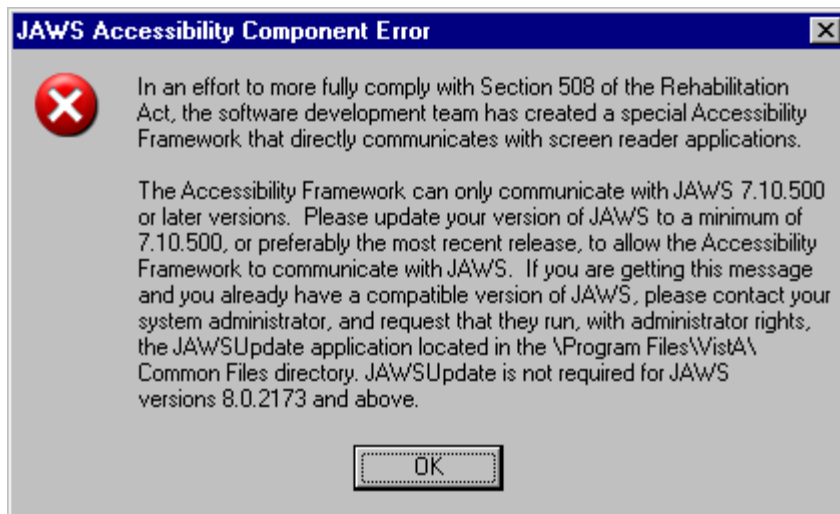 JAWS Accessibility Component Error
In an effort to more fully comply with Section 508 of the Rehabilitation
Act, the software development team has created a special Accessibility
Framework that directly communicates with screen reader applications.
The Accessibility Framework can only communicate with JAWS 7.10.500
or later versions.  Please update your version of JAWS to a minimum of
7.10.500, or preferably the most recent release, to allow the Accessibility
Framework to communicate with JAWS.  If you are getting this message
and you already have a compatible version of JAWS, please contact your
system administrator, and request that they run, with administrator rights,
the JAWSUpdate application located in the \Program Files\VistA\
Common Files directory. JAWSUpdate is not required for JAWS
versions 8.0.2173 and above.
OK